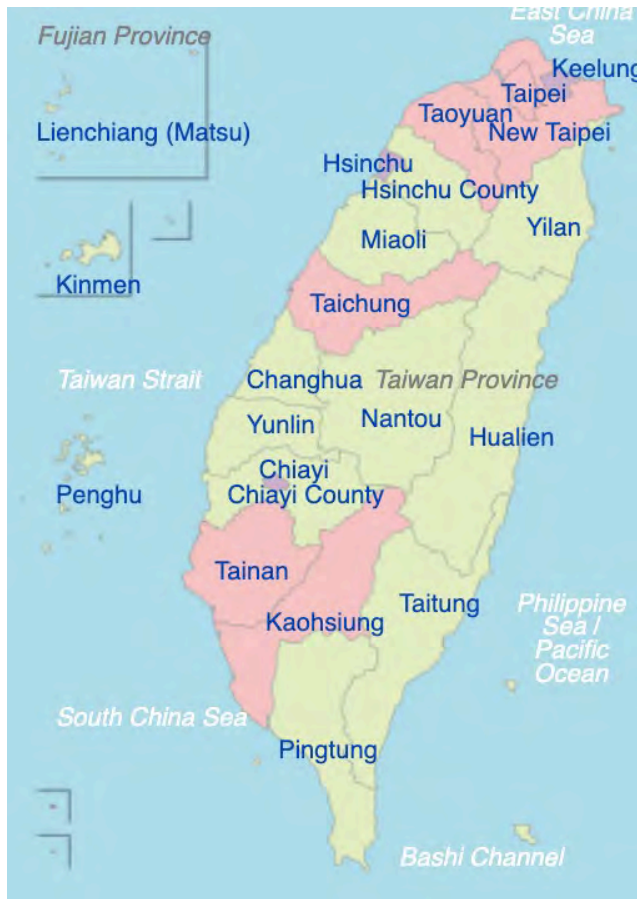 East China
Sea
Fujian Province
Keelung
Taipei
Taoyuan
Lienchiang (Matsu)
New Taipei
Hsinchu
Hsinchu County
Yilan
Miaoli
Kinmen
Taichung
Taiwan Strait
Changhua
Taiwan Province
Yunlin
Nantou
Hualien
Chiayi
Penghu
Chiayi County
Tainan
Taitung
Kaohsiung
Philippine
Sea /
Pacific
Ocean
South China Sea
Pingtung
Bashi Channel